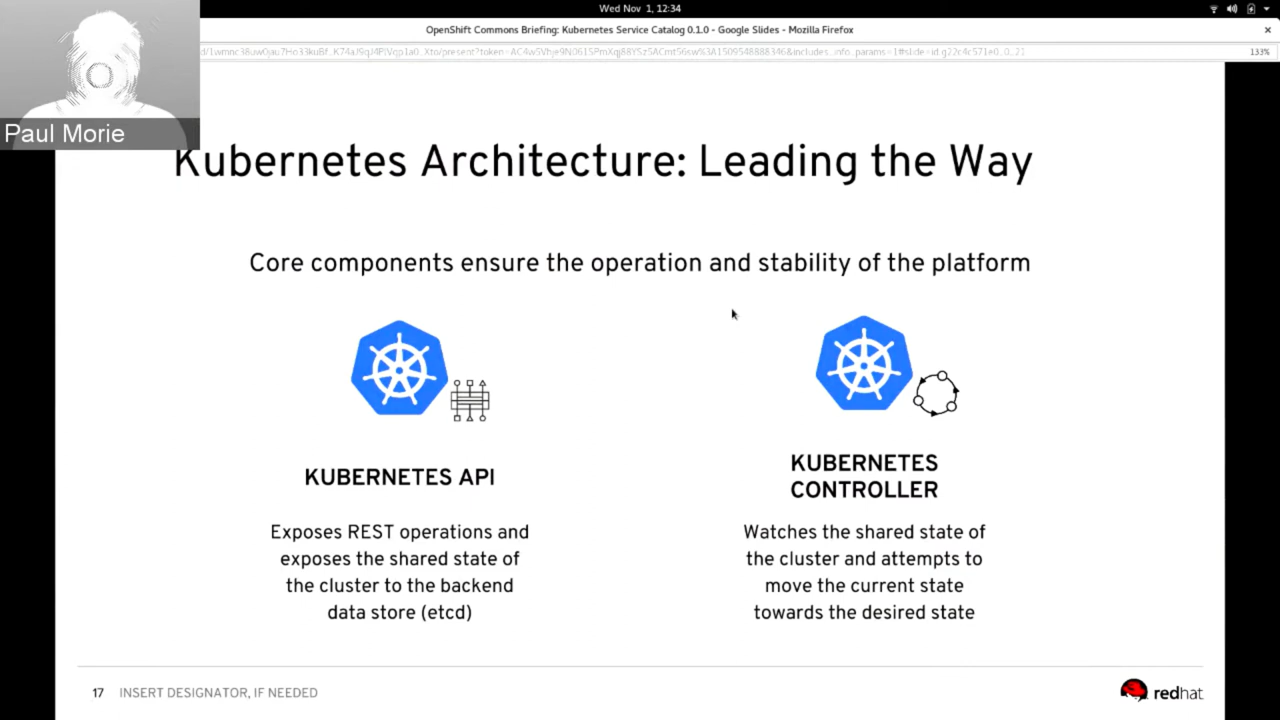 Wed Nov 1, 12:34
OpenShift Commons Briefing: Kubernetes Service Catalog 0.1.0 - Google Slides - Mozilla Firefox
133%
Paul Morie
Kubernetes Architecture: Leading the Way
Core components ensure the operation and stability of the platform
KUBERNETES API
Exposes REST operations and
exposes the shared state of
the cluster to the backend
data store (etcd)
KUBERNETES
CONTROLLER
Watches the shared state of
the cluster and attempts to
move the current state
towards the desired state
17 INSERT DESIGNATOR, IF NEEDED
redhat